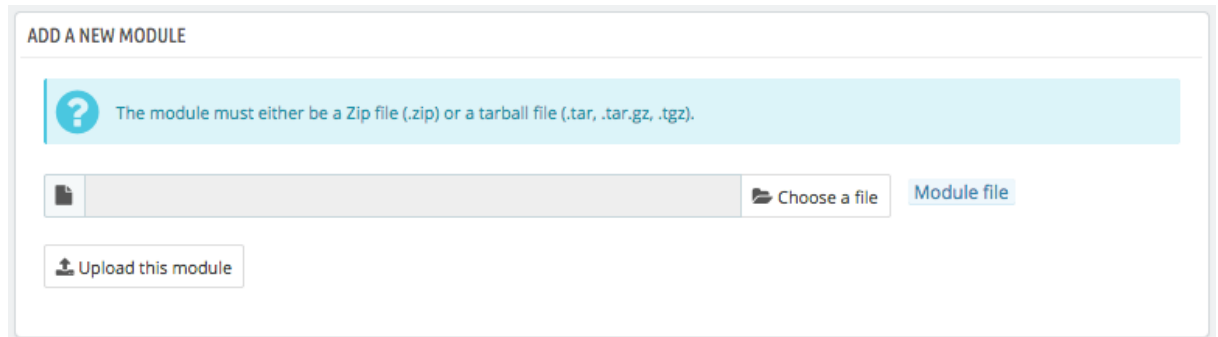 ADD A NEW MODULE
The module must either be a Zip file (.zip) or a tarball file (.tar, .tar.gz, .tgz).
Choose a file
Module file
Upload this module